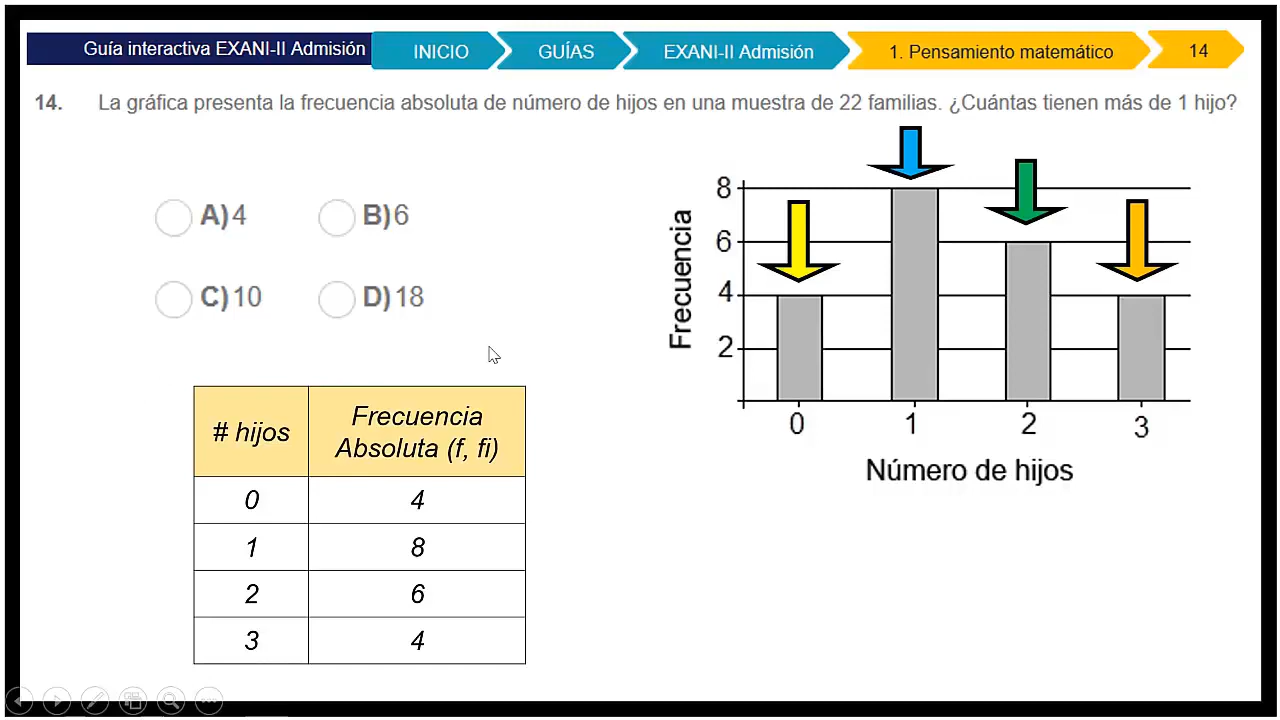 Guía interactiva EXANI-II Admisión
INICIO
GUÍAS
EXANI-II Admisión
1. Pensamiento matemático
14
14. La gráfica presenta la frecuencia absoluta de número de hijos en una muestra de 22 familias. ¿Cuántas tienen más de 1 hijo?
A) 4
B) 6
C) 10
D) 18
# hijos
Frecuencia
Absoluta (f, fi)
0 4
1 8
2 6
3 4
Frecuencia
8
6
4
2
0 1 2 3
Número de hijos